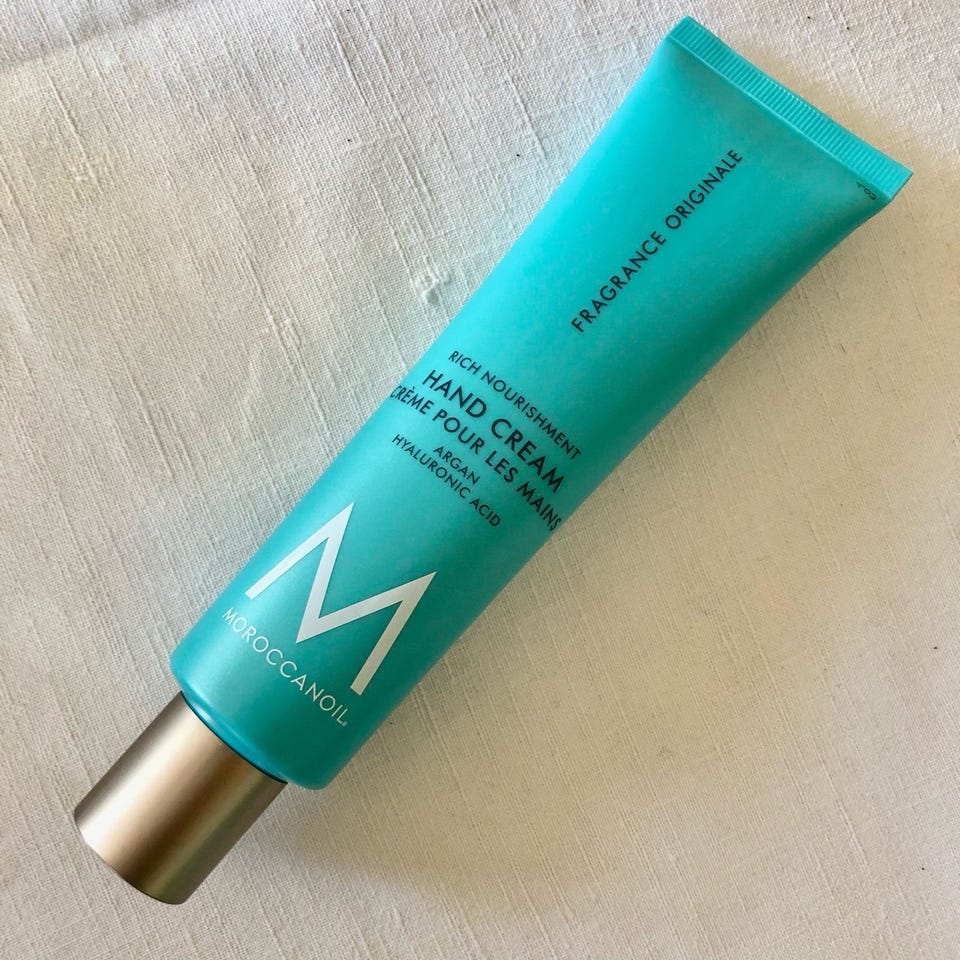 FRAGRANCE ORIGINALE
RICH NOURISHMENT
HAND CREAM
CRÈME POUR LES MAINS
ARGAN
HYALURONIC ACID
M
MOROCCANOIL®